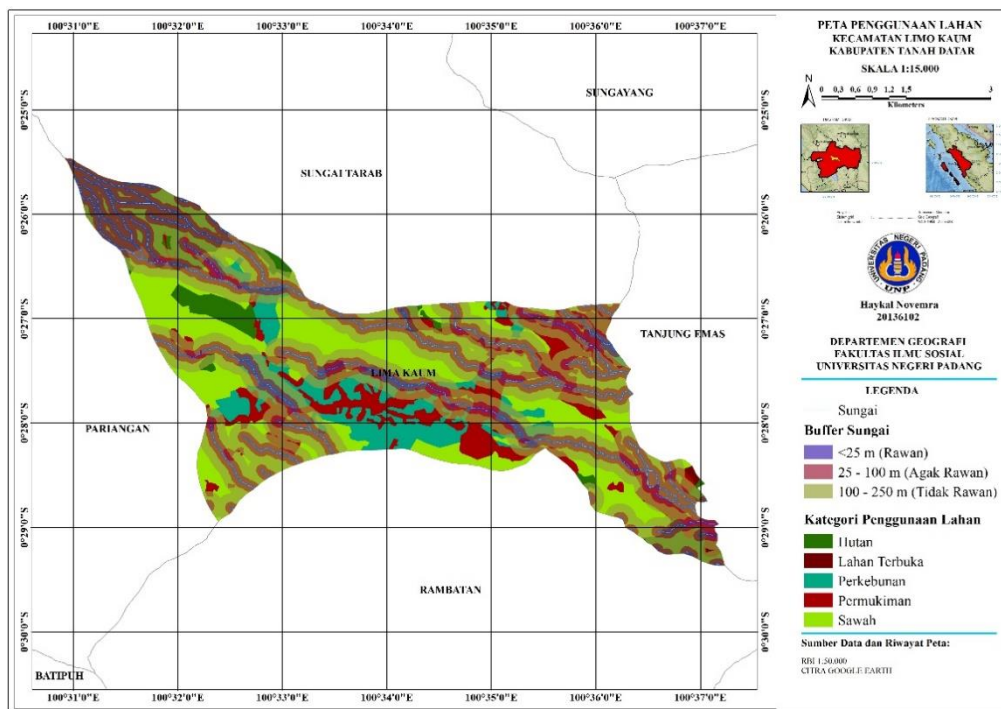 100°31'0"E 100°32'0"E 100°33'0"E 100°34'0"E 100°35'0"E 100°36'0"E 100°37'0"E
0°25'0"S
0°26'0"S
0°27'0"S
0°28'0"S
0°29'0"S
0°30'0"S
SUNGAYANG
SUNGAI TARAB
TANJUNG EMAS
LIMA KAUM
PARIANGAN
RAMBATAN
BATIPUH
0°25'0"S
0°26'0"S
0°27'0"S
0°28'0"S
0°29'0"S
0°30'0"S
100°31'0"E 100°32'0"E 100°33'0"E 100°34'0"E 100°35'0"E 100°36'0"E 100°37'0"E
PETA PENGGUNAAN LAHAN
KECAMATAN LIMO KAUM
KABUPATEN TANAH DATAR
SKALA 1:15.000
N
0 0,3 0,6 0,9 1,2 1,5 3
Kilometers
UNIVERSITAS NEGERI PADANG
UNP
Haykal Novemra
20136102
DEPARTEMEN GEOGRAFI
FAKULTAS ILMU SOSIAL
UNIVERSITAS NEGERI PADANG
LEGENDA
Sungai
Buffer Sungai
<25 m (Rawan)
25 - 100 m (Agak Rawan)
100 - 250 m (Tidak Rawan)
Kategori Penggunaan Lahan
Hutan
Lahan Terbuka
Perkebunan
Permukiman
Sawah
Sumber Data dan Riwayat Peta:
RBI 1:50.000
CITRA GOOGLE EARTH